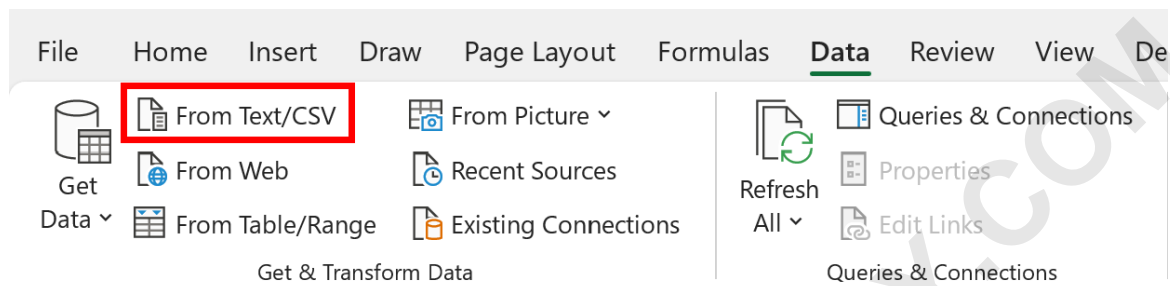 File Home Insert Draw Page Layout Formulas Data Review View De
From Text/CSV From Picture Queries & Connections
From Web Recent Sources Properties
Get Data
From Table/Range Existing Connections Edit Links
Refresh All
Get & Transform Data Queries & Connections
Y.COM